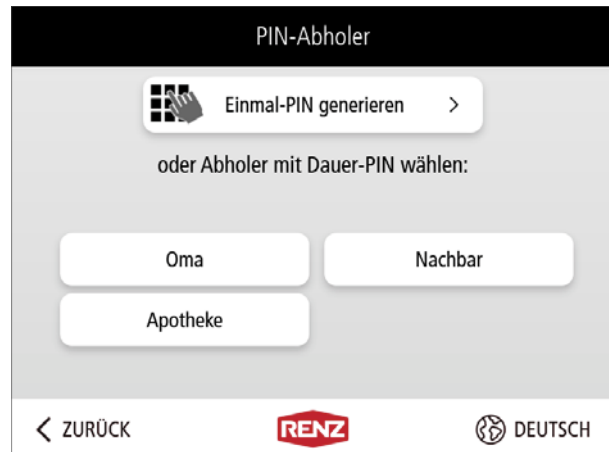 PIN-Abholer
Einmal-PIN generieren >
oder Abholer mit Dauer-PIN wählen:
Oma
Nachbar
Apotheke
< ZURÜCK
RENZ
DEUTSCH